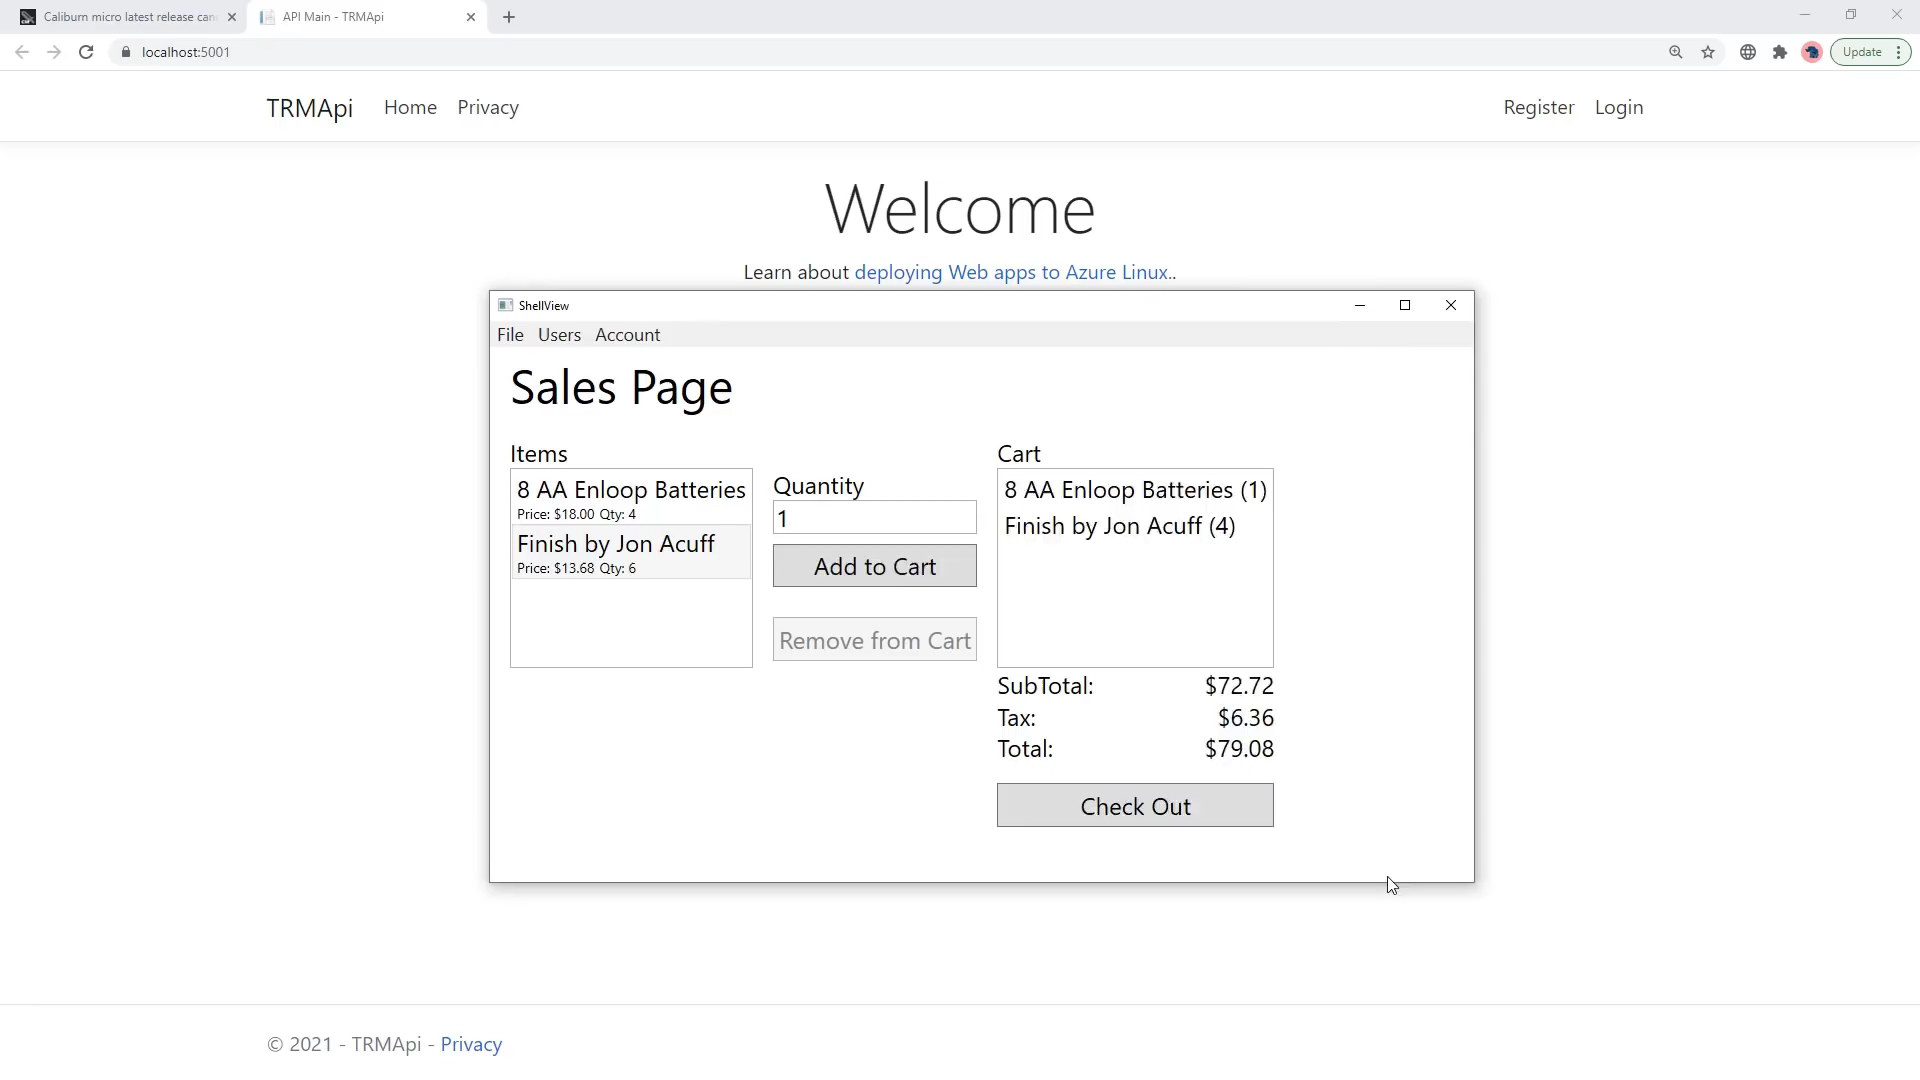 Caliburn micro latest release can
API Main - TRMApi
localhost:5001
Update
TRMApi
Home
Privacy
Register
Login
Welcome
Learn about deploying Web apps to Azure Linux..
ShellView
File
Users
Account
Sales Page
Items
8 AA Enloop Batteries
Price: $18.00 Qty: 4
Finish by Jon Acuff
Price: $13.68 Qty: 6
Quantity
1
Add to Cart
Remove from Cart
Cart
8 AA Enloop Batteries (1)
Finish by Jon Acuff (4)
SubTotal: $72.72
Tax: $6.36
Total: $79.08
Check Out
© 2021 - TRMApi - Privacy